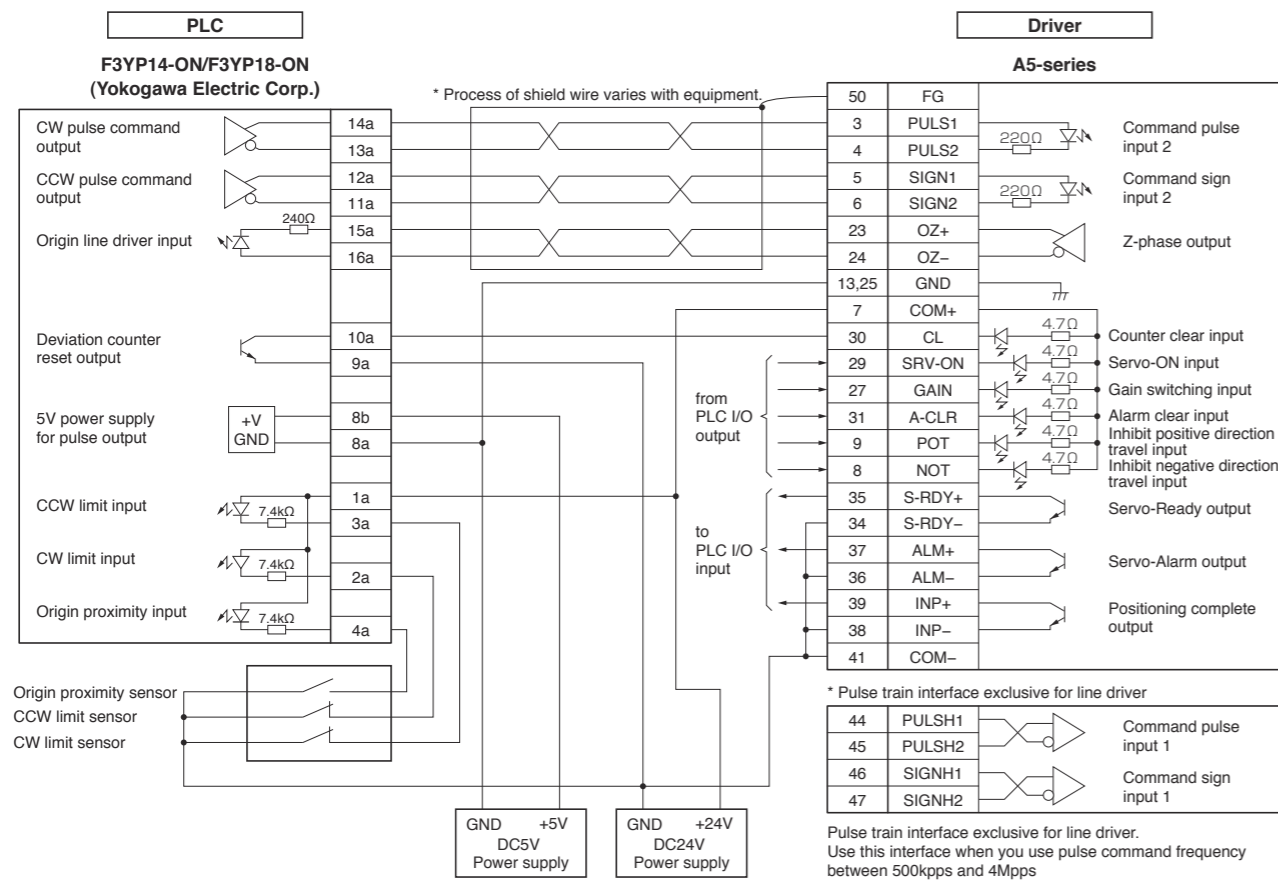 PLC
Driver
F3YP14-ON/F3YP18-ON
(Yokogawa Electric Corp.)
A5-series
* Process of shield wire varies with equipment.
CW pulse command
output
14a
13a
CCW pulse command
output
12a
11a
Origin line driver input
240Ω
15a
16a
Deviation counter
reset output
10a
9a
5V power supply
for pulse output
+V
GND
8b
8a
CCW limit input
7.4kΩ
1a
3a
CW limit input
7.4kΩ
2a
Origin proximity input
7.4kΩ
4a
Origin proximity sensor
CCW limit sensor
CW limit sensor
GND +5V
DC5V
Power supply
GND +24V
DC24V
Power supply
from
PLC I/O
output
to
PLC I/O
input
50 FG
3 PULS1
4 PULS2
220Ω
Command pulse
input 2
5 SIGN1
6 SIGN2
220Ω
Command sign
input 2
23 OZ+
24 OZ−
Z-phase output
13,25 GND
7 COM+
30 CL 4.7Ω Counter clear input
29 SRV-ON 4.7Ω Servo-ON input
27 GAIN 4.7Ω Gain switching input
31 A-CLR 4.7Ω Alarm clear input
9 POT 4.7Ω Inhibit positive direction
travel input
8 NOT 4.7Ω Inhibit negative direction
travel input
35 S-RDY+
34 S-RDY−
Servo-Ready output
37 ALM+
36 ALM−
Servo-Alarm output
39 INP+
38 INP−
Positioning complete
output
41 COM−
* Pulse train interface exclusive for line driver
44 PULSH1
45 PULSH2
Command pulse
input 1
46 SIGNH1
47 SIGNH2
Command sign
input 1
Pulse train interface exclusive for line driver.
Use this interface when you use pulse command frequency
between 500kpps and 4Mpps